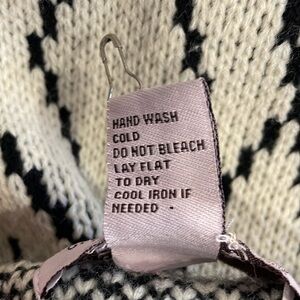 HAND WASH
COLD
DO NOT BLEACH
LAY FLAT
TO DRY
COOL IRON IF
NEEDED .